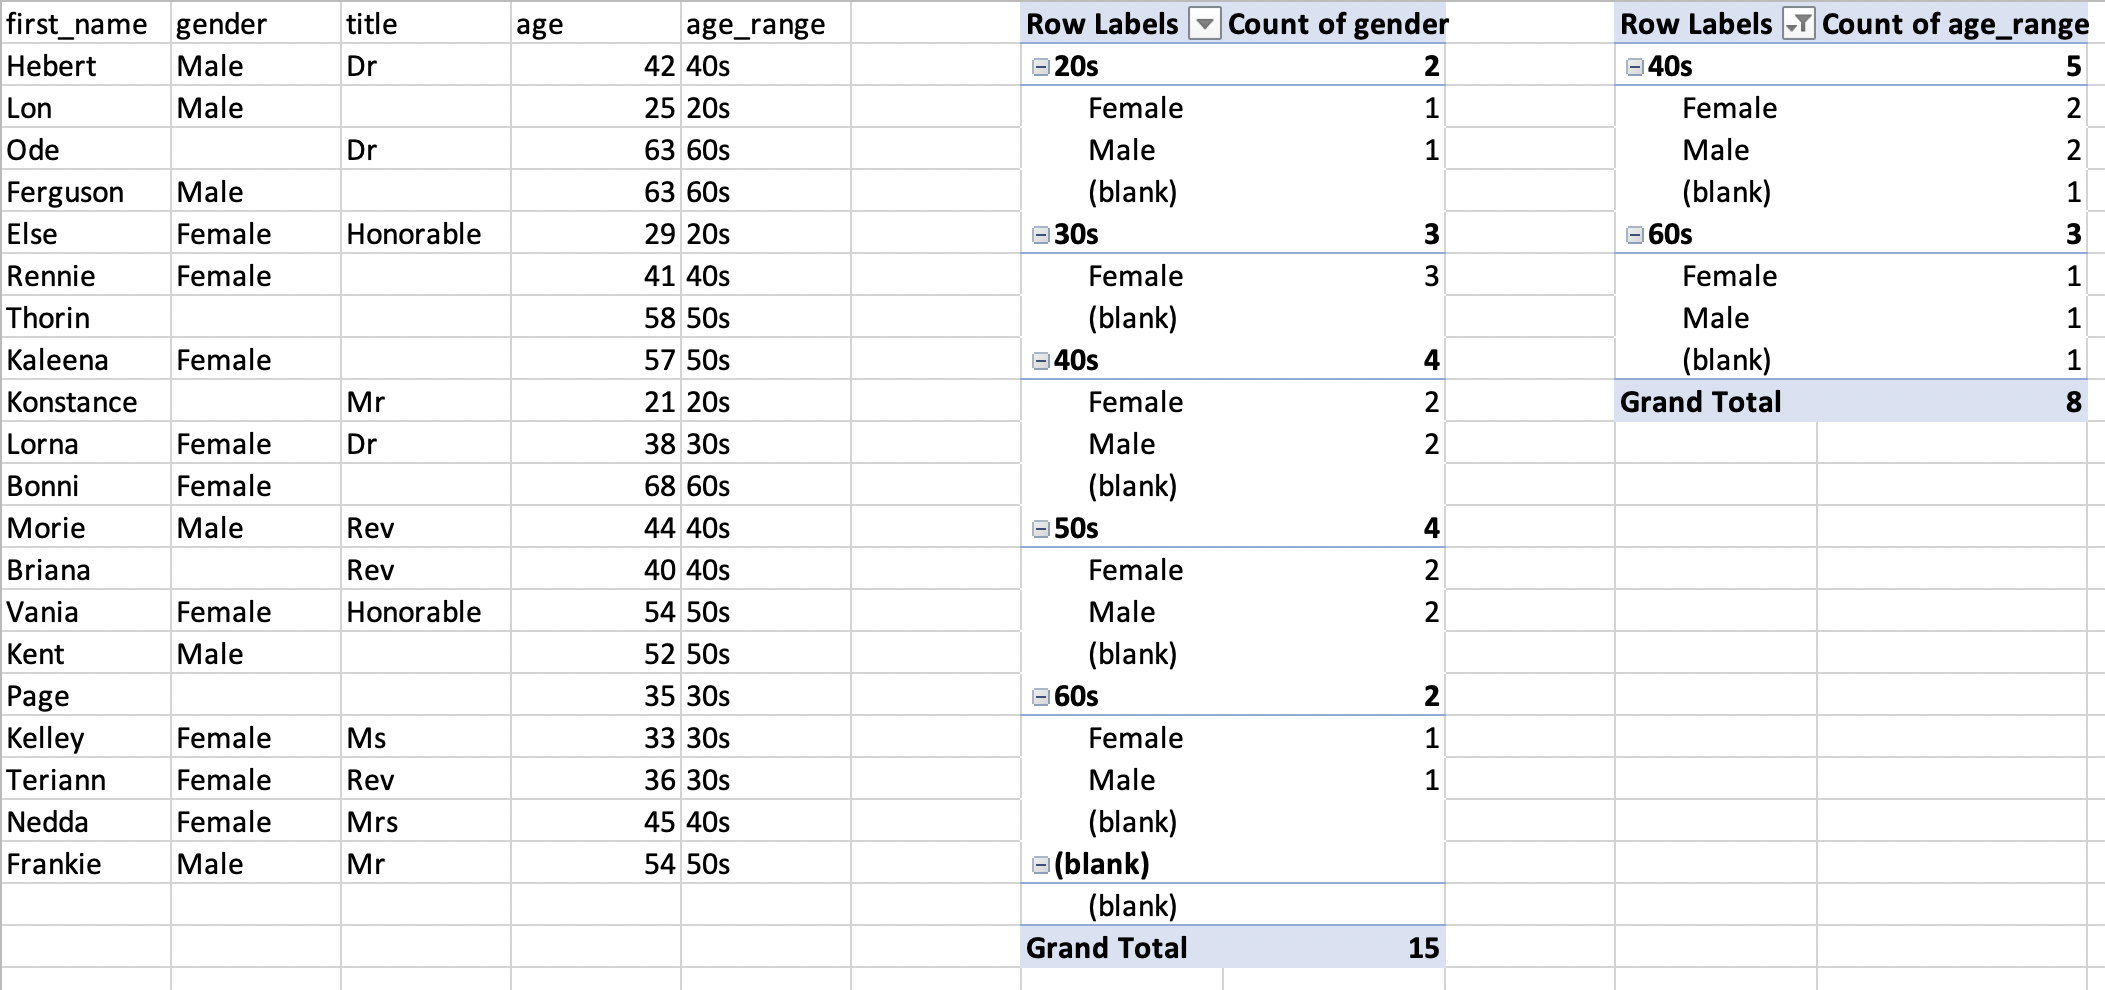 first_name gender title age age_range Row Labels Count of gender Row Labels Count of age_range
Hebert Male Dr 42 40s 20s 2 40s 5
Lon Male 25 20s Female 1 Female 2
Ode Dr 63 60s Male 1 Male 2
Ferguson Male 63 60s (blank) (blank) 1
Else Female Honorable 29 20s 30s 3 60s 3
Rennie Female 41 40s Female 3 Female 1
Thorin 58 50s (blank) Male 1
Kaleena Female 57 50s 40s 4 (blank) 1
Konstance Mr 21 20s Female 2 Grand Total 8
Lorna Female Dr 38 30s Male 2
Bonni Female 68 60s (blank)
Morie Male Rev 44 40s 50s 4
Briana Rev 40 40s Female 2
Vania Female Honorable 54 50s Male 2
Kent Male 52 50s (blank)
Page 35 30s 60s 2
Kelley Female Ms 33 30s Female 1
Teriann Female Rev 36 30s Male 1
Nedda Female Mrs 45 40s (blank)
Frankie Male Mr 54 50s (blank)
(blank)
Grand Total 15